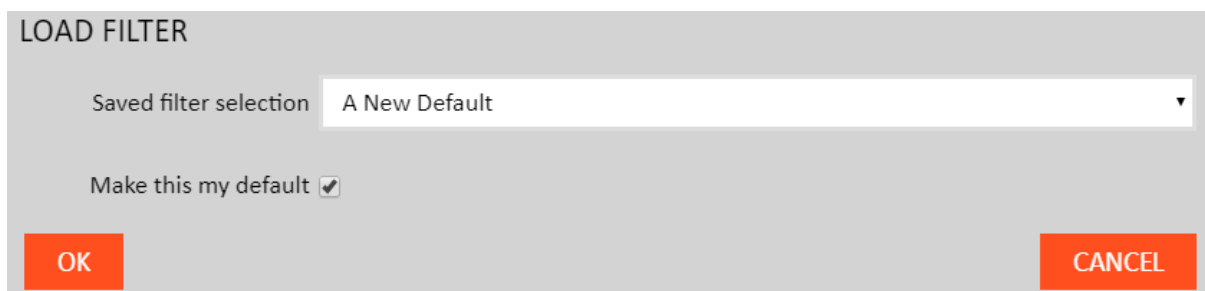 LOAD FILTER
Saved filter selection A New Default
Make this my default
OK CANCEL